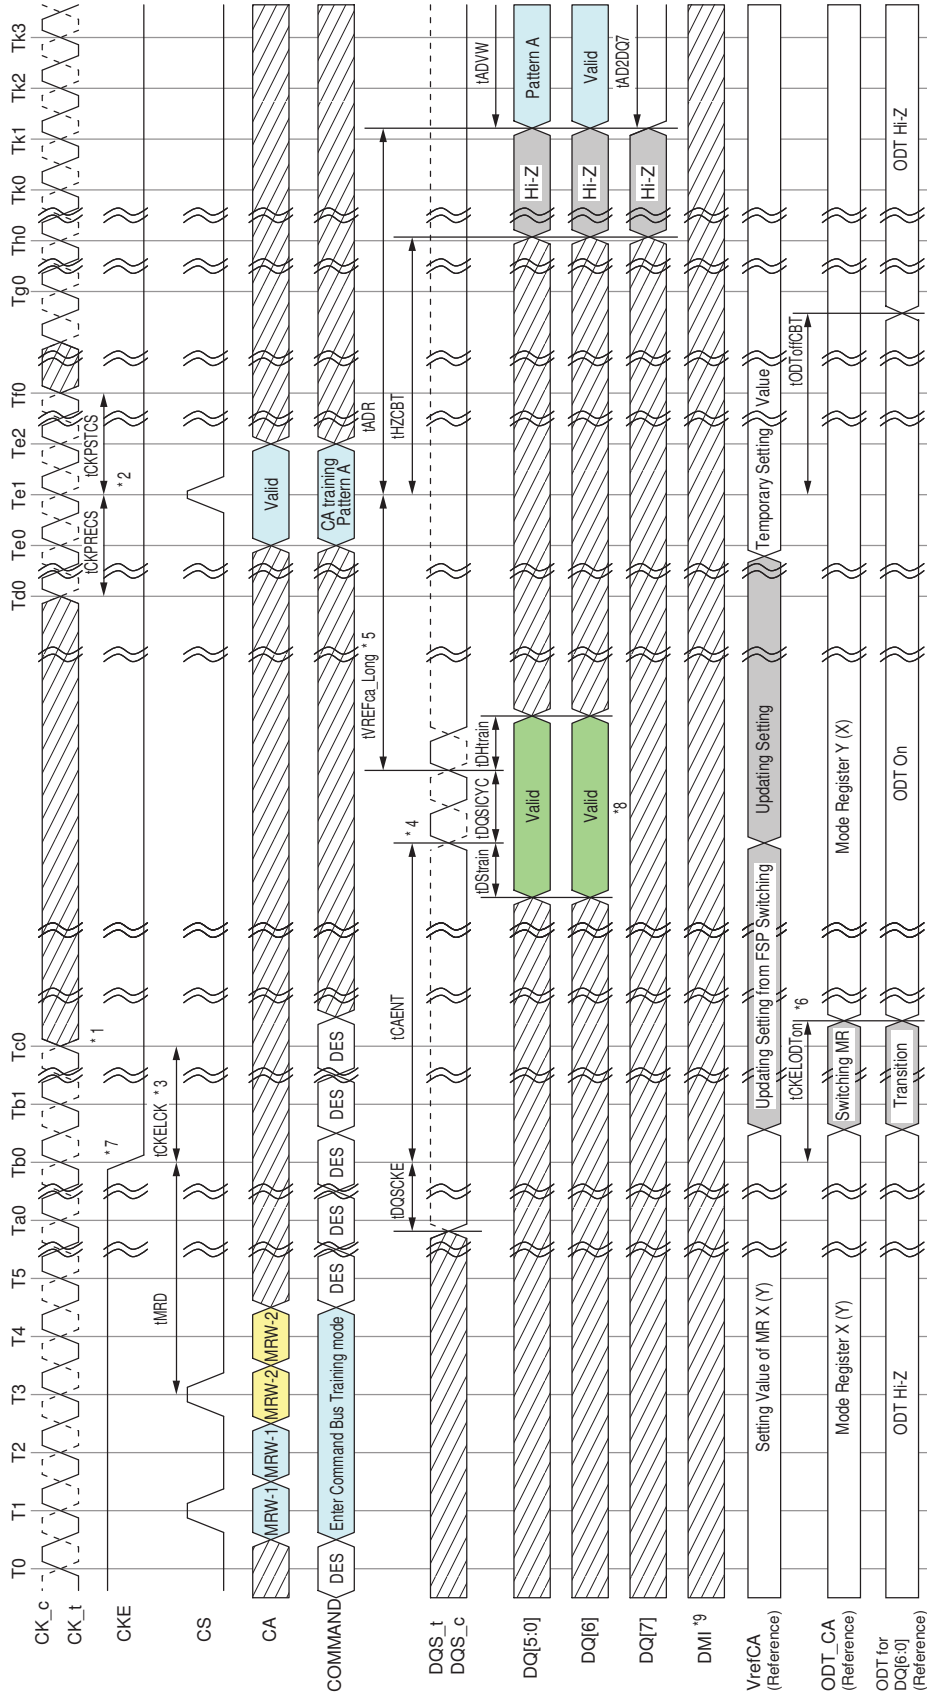 T0 T1 T2 T3 T4 T5 Ta0 Tb0 Tb1 Tc0 Td0 Te0 Te1 Te2 Tf0 Tg0 Th0 Tk0 Tk1 Tk2 Tk3
CK_c
CK_t
tCKPRECS
tCKPSTCS
*1
*2
CKE
*7
tCKELCK *3
tMRD
CS
CA
MRW-1 MRW-1 MRW-2 MRW-2
Valid
COMMAND
DES
Enter Command Bus Training mode
DES DES DES DES DES
CA training
Pattern A
tADR
tHZCBT
tVREFca_Long *5
tDQSCKE
tCAENT
DQS_t
DQS_c
*4
tDStrain
tDQSICYC
tDHtrain
tADVW
DQ[5:0]
Valid
Hi-Z
Pattern A
DQ[6]
Valid
Hi-Z
Valid
*8
tAD2DQ7
DQ[7]
Hi-Z
DMI *9
VrefCA
(Reference)
Setting Value of MR X (Y)
Updating Setting from FSP Switching
Updating Setting
Temporary Setting Value
tCKELODTon
*6
tODToffCBT
ODT_CA
(Reference)
Mode Register X (Y)
Switching MR
Mode Register Y (X)
ODT for
DQ[6:0]
(Reference)
ODT Hi-Z
Transition
ODT On
ODT Hi-Z